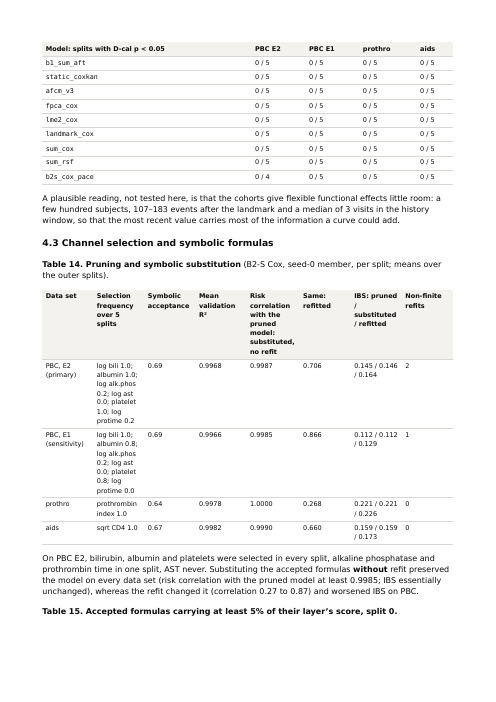 Model: splits with D-cal p < 0.05 PBC E2 PBC E1 prothro aids
b1_sum_aft 0 / 5 0 / 5 0 / 5 0 / 5
static_coxkan 0 / 5 0 / 5 0 / 5 0 / 5
afcm_v3 0 / 5 0 / 5 0 / 5 0 / 5
fpca_cox 0 / 5 0 / 5 0 / 5 0 / 5
lme2_cox 0 / 5 0 / 5 0 / 5 0 / 5
landmark_cox 0 / 5 0 / 5 0 / 5 0 / 5
sum_cox 0 / 5 0 / 5 0 / 5 0 / 5
sum_rsf 0 / 5 0 / 5 0 / 5 0 / 5
b2s_cox_pace 0 / 4 0 / 5 0 / 5 0 / 5
A plausible reading, not tested here, is that the cohorts give flexible functional effects little room: a
few hundred subjects, 107–183 events after the landmark and a median of 3 visits in the history
window, so that the most recent value carries most of the information a curve could add.
4.3 Channel selection and symbolic formulas
Table 14. Pruning and symbolic substitution (B2-S Cox, seed-0 member, per split; means over
the outer splits).
Data set Selection Symbolic Mean Risk Same: IBS: pruned Non-finite
frequency acceptance validation correlation refitted / refits
over 5 R² with the substituted
splits pruned / refitted
model:
substituted,
no refit
PBC, E2 log bili 1.0; 0.69 0.9968 0.9987 0.706 0.145 / 0.146 2
(primary) albumin 1.0; / 0.164
log alk.phos
0.2; log ast
0.0; platelet
1.0; log
protime 0.2
PBC, E1 log bili 1.0; 0.69 0.9966 0.9985 0.866 0.112 / 0.112 1
(sensitivity) albumin 0.8; / 0.129
log alk.phos
0.2; log ast
0.0; platelet
0.8; log
protime 0.0
prothro prothrombin 0.64 0.9978 1.0000 0.268 0.221 / 0.221 0
index 1.0 / 0.226
aids sqrt CD4 1.0 0.67 0.9982 0.9990 0.660 0.159 / 0.159 0
/ 0.173
On PBC E2, bilirubin, albumin and platelets were selected in every split, alkaline phosphatase and
prothrombin time in one split, AST never. Substituting the accepted formulas without refit preserved
the model on every data set (risk correlation with the pruned model at least 0.9985; IBS essentially
unchanged), whereas the refit changed it (correlation 0.27 to 0.87) and worsened IBS on PBC.
Table 15. Accepted formulas carrying at least 5% of their layer’s score, split 0.